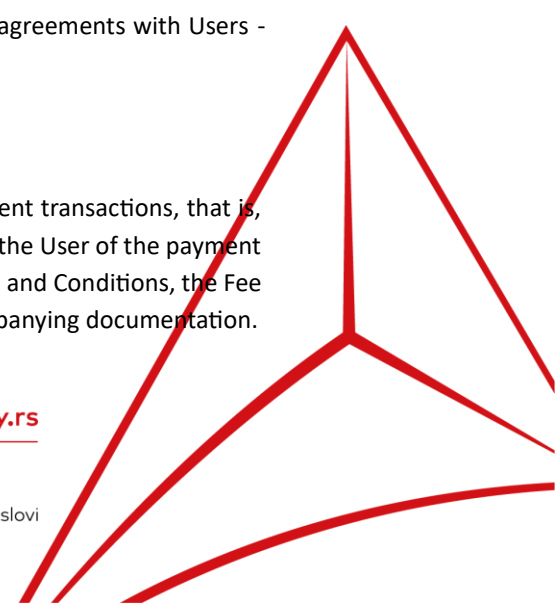 agreements with Users -
ent transactions, that is,
the User of the payment
and Conditions, the Fee
panying documentation.
y.rs
slovi